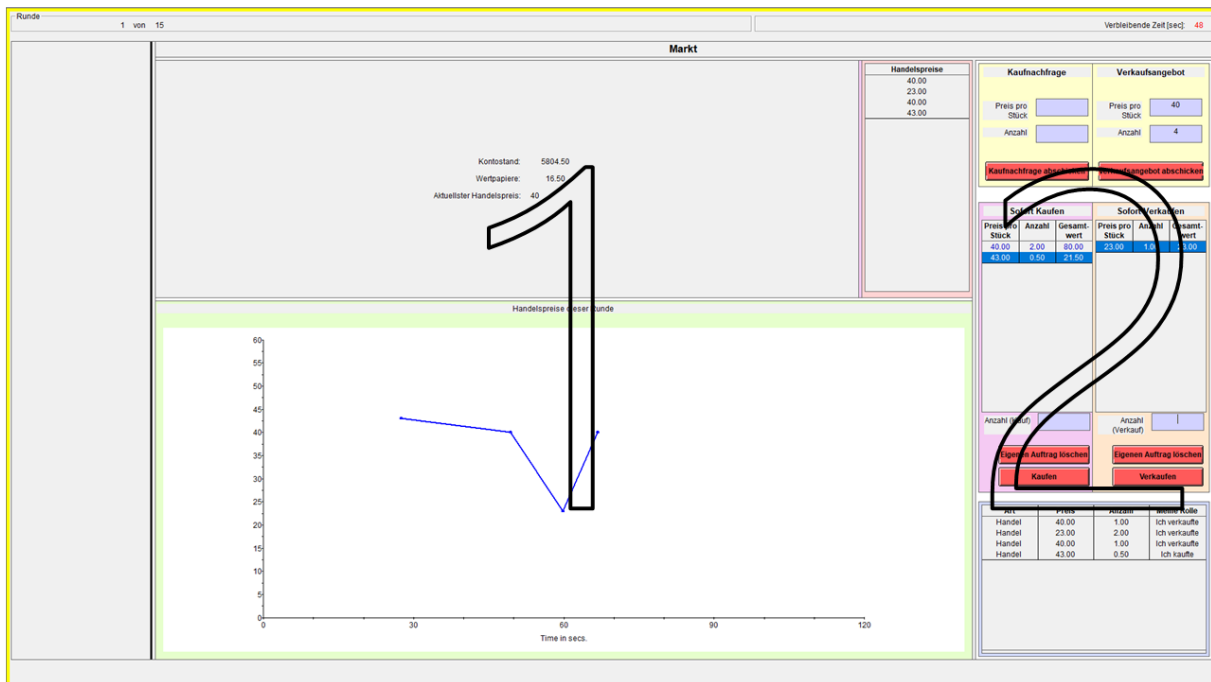 Runde
1 von 15
Verbleibende Zeit [sec]: 48
Markt
Handelspreise
40.00
23.00
40.00
43.00
Kontostand: 5804.50
Wertpapiere: 16.50
Aktuellster Handelspreis: 40
1
Handelspreise dieser Runde
60
55
50
45
40
35
30
25
20
15
10
5
0
0 30 60 90 120
Time in secs.
Kaufnachfrage Verkaufsangebot
Preis pro Stück Preis pro Stück 40
Anzahl Anzahl 4
Kaufnachfrage abschicken Verkaufsangebot abschicken
2
Sofort Kaufen Sofort Verkaufen
Preis pro Stück Anzahl Gesamt-wert Preis pro Stück Anzahl Gesamt-wert
40.00 2.00 80.00 23.00 1.00 23.00
43.00 0.50 21.50
Anzahl (Kauf) Anzahl (Verkauf)
Eigenen Auftrag löschen Eigenen Auftrag löschen
Kaufen Verkaufen
Art Preis Anzahl Meine Rolle
Handel 40.00 1.00 Ich verkaufte
Handel 23.00 2.00 Ich verkaufte
Handel 40.00 1.00 Ich verkaufte
Handel 43.00 0.50 Ich kaufte